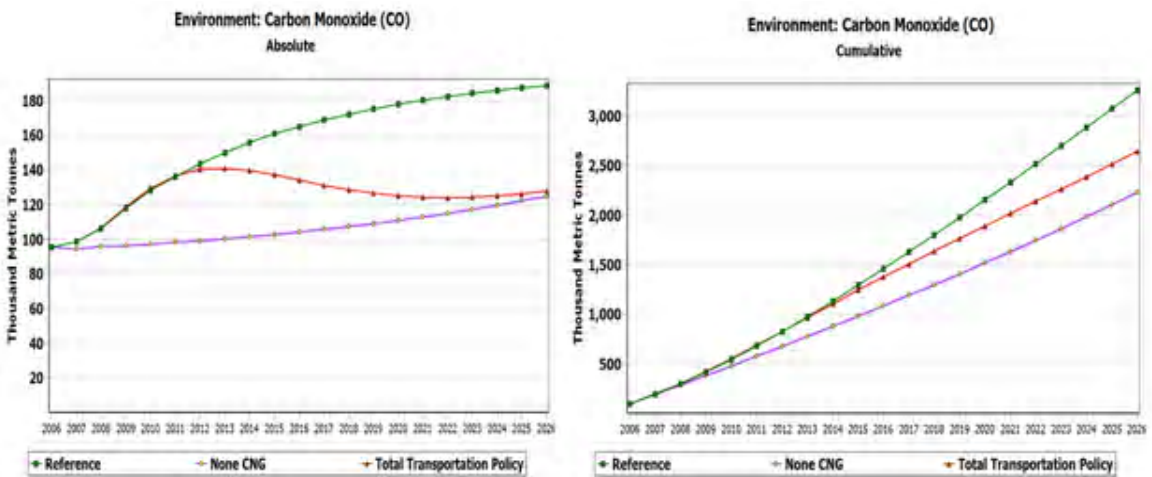 Environment: Carbon Monoxide (CO)
Absolute
Thousand Metric Tonnes
180
160
140
120
100
80
60
40
20
2006 2007 2008 2009 2010 2011 2012 2013 2014 2015 2016 2017 2018 2019 2020 2021 2022 2023 2024 2025 2026
Reference None CNG Total Transportation Policy
Environment: Carbon Monoxide (CO)
Cumulative
Thousand Metric Tonnes
3,000
2,500
2,000
1,500
1,000
500
2006 2007 2008 2009 2010 2011 2012 2013 2014 2015 2016 2017 2018 2019 2020 2021 2022 2023 2024 2025 2026
Reference None CNG Total Transportation Policy